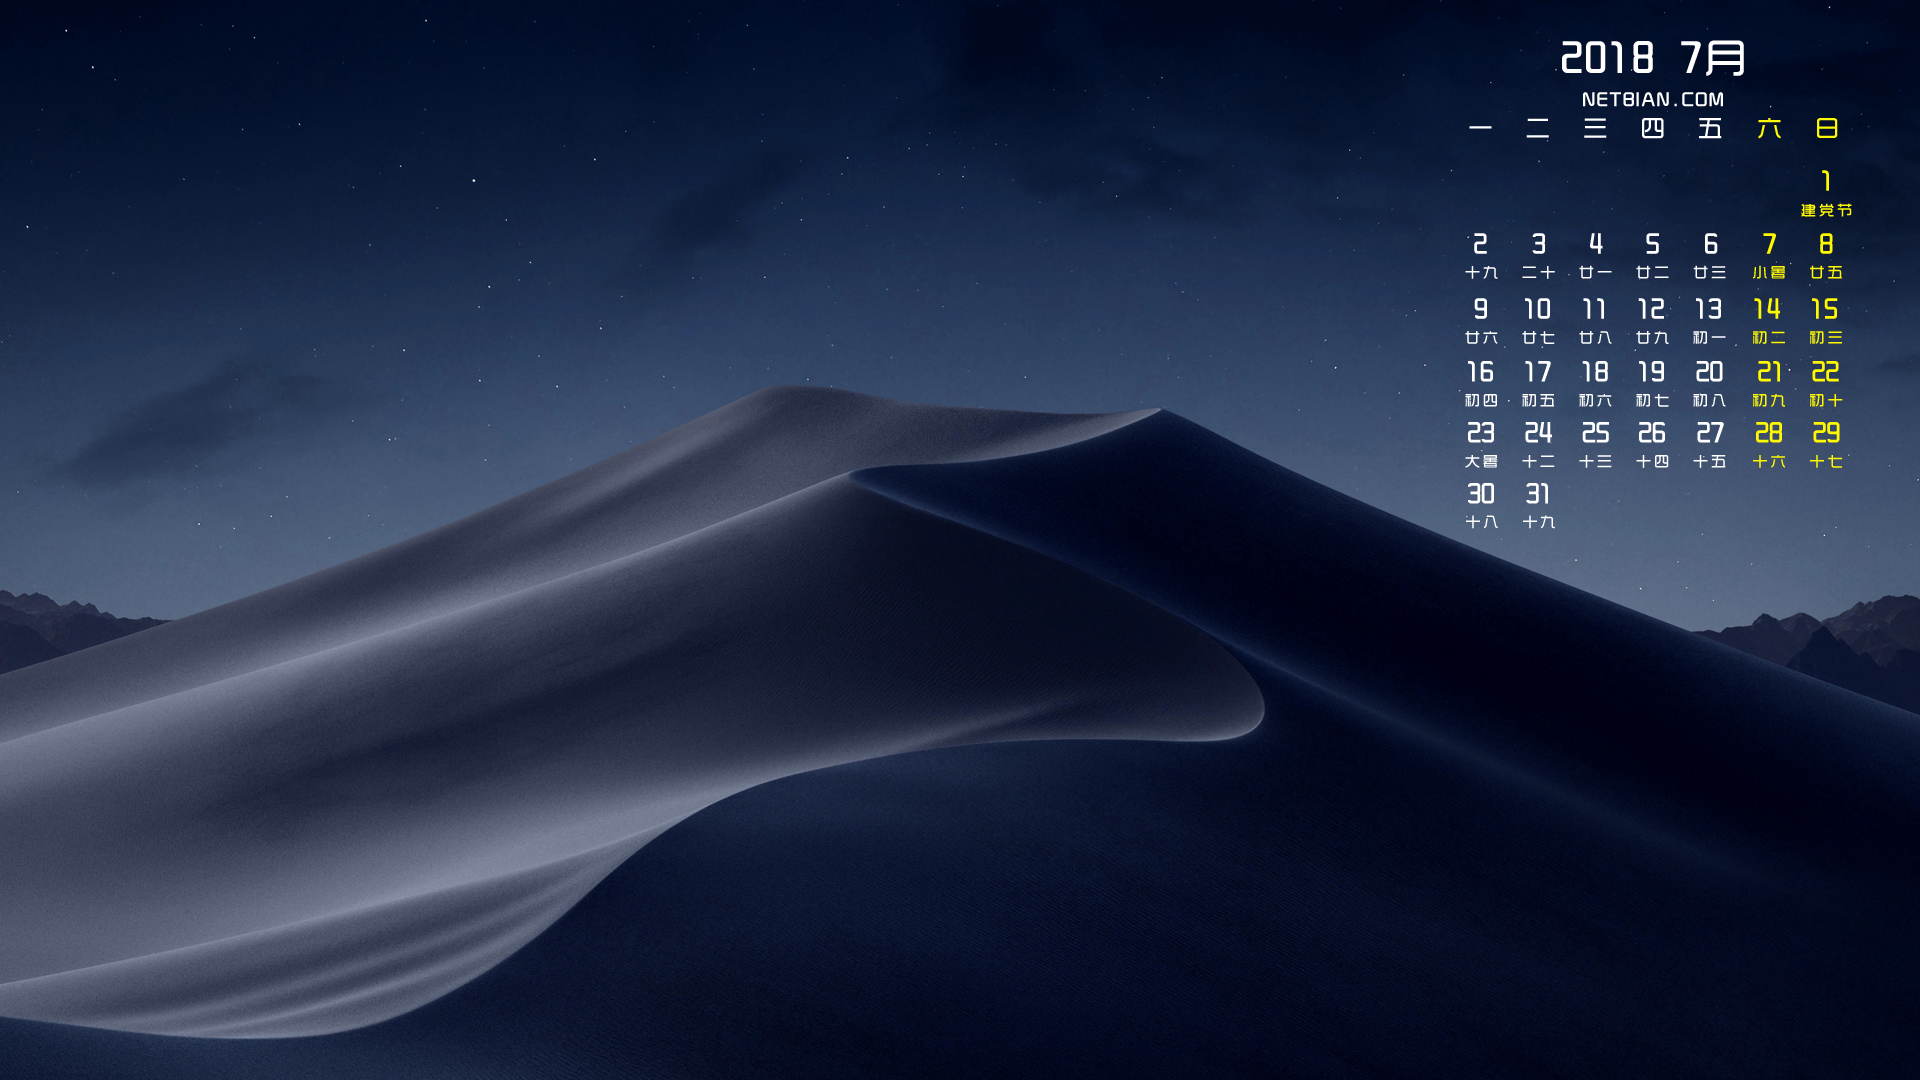 2018 7月
NETBIAN.COM
一 二 三 四 五 六 日
1
建党节
2 3 4 5 6 7 8
十九 二十 廿一 廿二 廿三 小暑 廿五
9 10 11 12 13 14 15
廿六 廿七 廿八 廿九 初一 初二 初三
16 17 18 19 20 21 22
初四 初五 初六 初七 初八 初九 初十
23 24 25 26 27 28 29
大暑 十二 十三 十四 十五 十六 十七
30 31
十八 十九